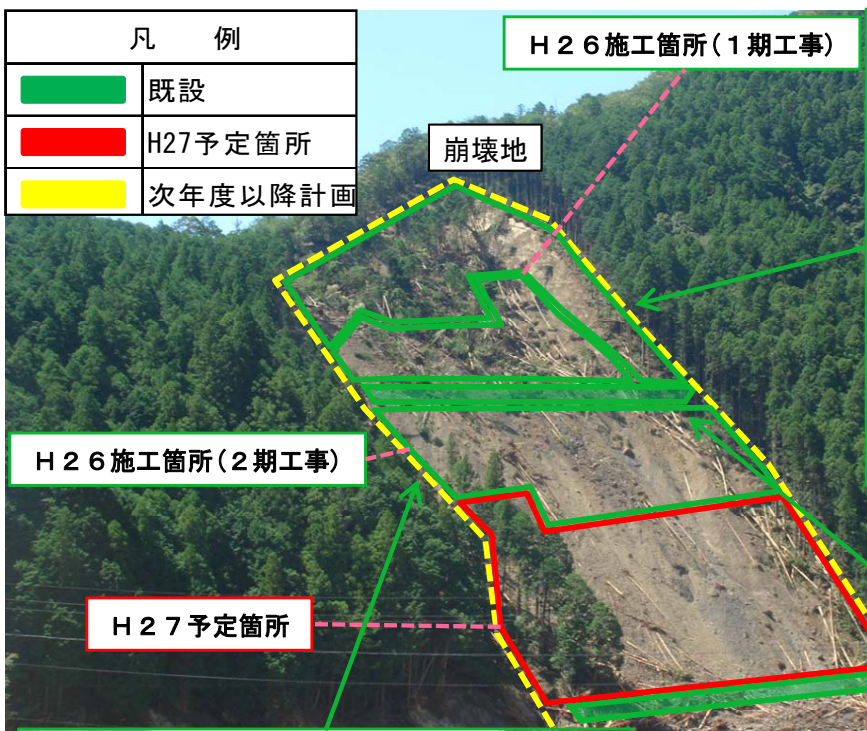 凡 例
既設
H27予定箇所
次年度以降計画
H26施工箇所(1期工事)
崩壊地
H26施工箇所(2期工事)
H27予定箇所